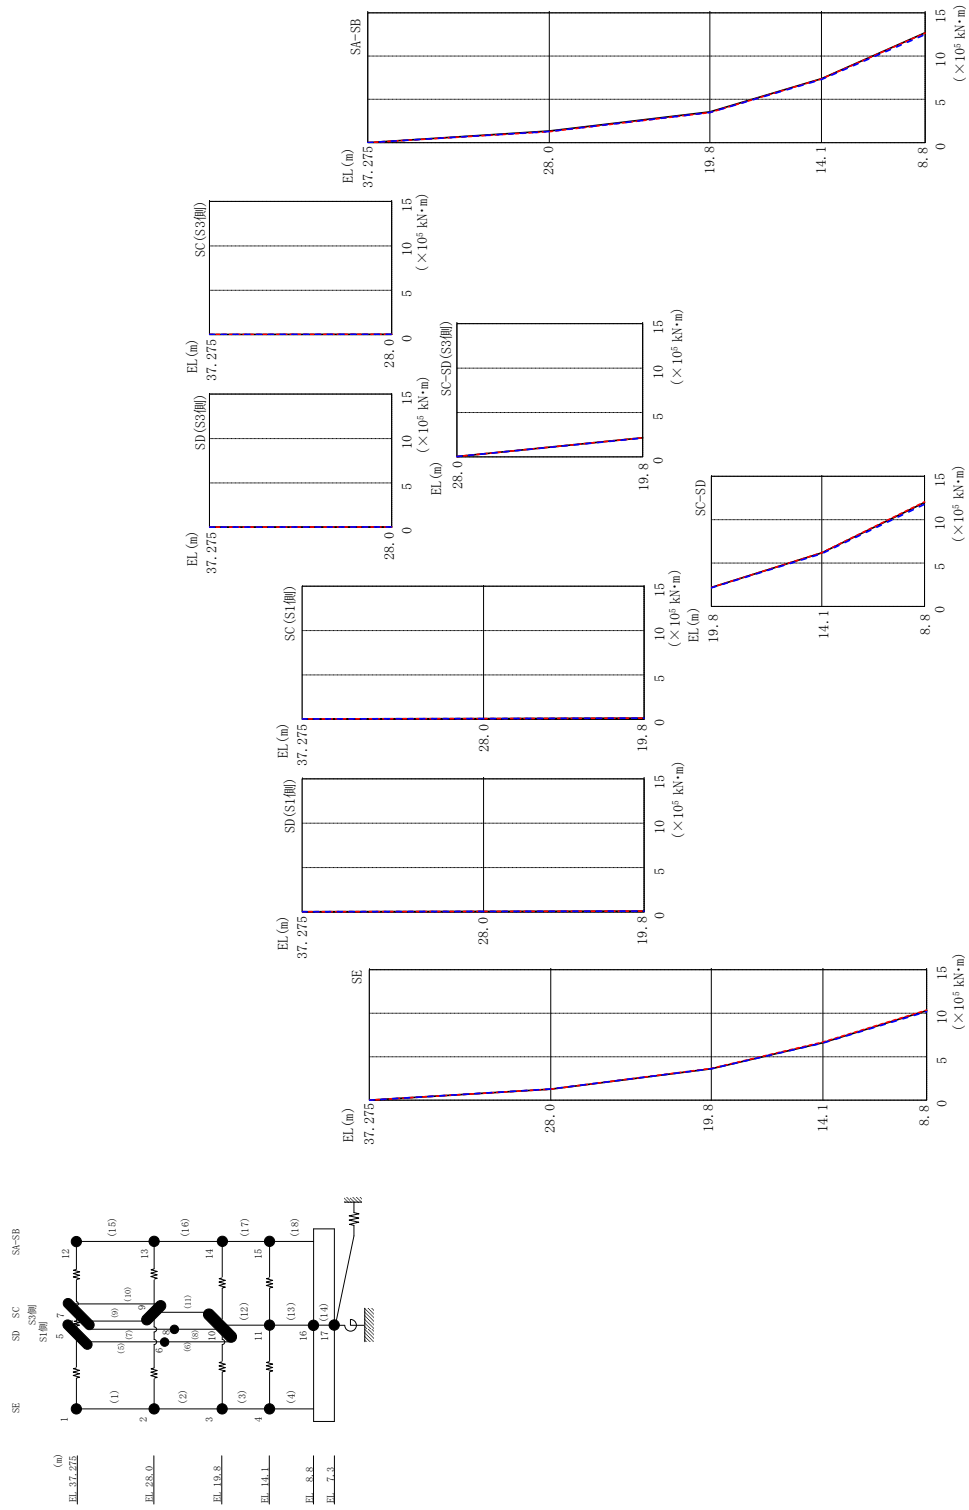 SA-SB
EL(m)
37.275
28.0
19.8
14.1
8.8
0
5
10
15
(×10⁵ kN・m)
SC(S3側)
EL(m)
37.275
28.0
0
5
10
15
(×10⁵ kN・m)
SD(S3側)
EL(m)
37.275
28.0
0
5
10
15
(×10⁵ kN・m)
SC-SD(S3側)
EL(m)
28.0
19.8
0
5
10
15
(×10⁵ kN・m)
SC-SD
EL(m)
19.8
14.1
8.8
0
5
10
15
(×10⁵ kN・m)
SC(S1側)
EL(m)
37.275
28.0
19.8
0
5
10
15
(×10⁵ kN・m)
SD(S1側)
EL(m)
37.275
28.0
19.8
0
5
10
15
(×10⁵ kN・m)
SE
EL(m)
37.275
28.0
19.8
14.1
8.8
0
5
10
15
(×10⁵ kN・m)
SE
SD
SC
SA-SB
S1側
S3側
(m)
EL 37.275
EL 28.0
EL 19.8
EL 14.1
EL 8.8
EL 7.3
1
2
3
4
5
6
7
8
9
10
11
12
13
14
15
16
17
(1)
(2)
(3)
(4)
(5)
(6)
(7)
(8)
(9)
(10)
(11)
(12)
(13)
(14)
(15)
(16)
(17)
(18)